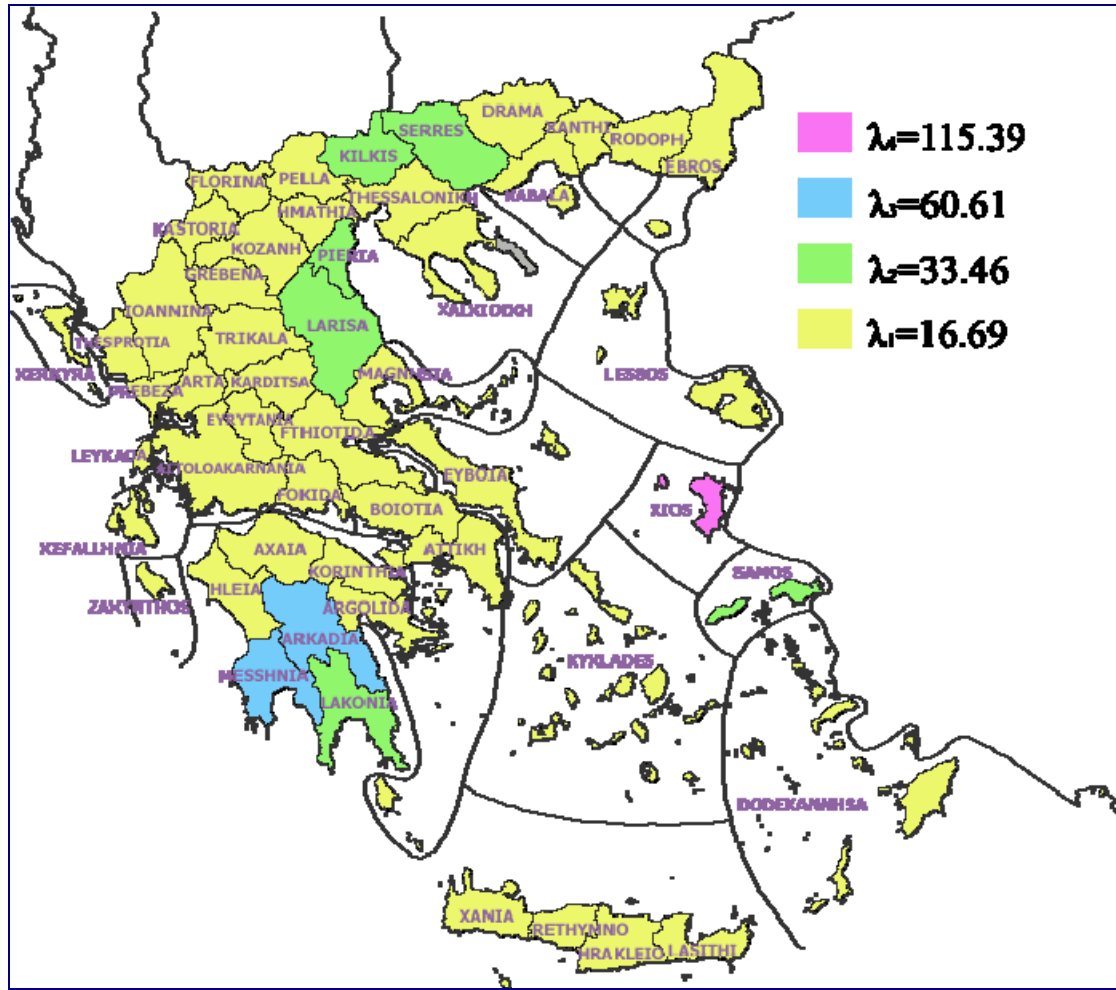 DRAMA
XANTHI
RODOPH
EBROS
SERRES
KILKIS
KABALA
FLORINA
PELLA
THESSALONIKH
HMATHIA
KASTORIA
KOZANH
PIERIA
GREBENA
IOANNINA
LARISA
THESPROTIA
TRIKALA
XERKYRA
PREBEZA
ARTA
KARDITSA
MAGNHSIA
LESBOS
EYRYTANIA
FTHIOTIDA
LEYKADA
AITOLOAKARNANIA
EYBOIA
FOKIDA
BOIOTIA
XIOS
KEFALLHNIA
AXAIA
ATTIKH
KORINTHIA
SAMOS
HLEIA
ZAKYNTHOS
ARGOLIDA
ARKADIA
KYKLADES
MESSHNIA
LAKONIA
DODEKANNHSA
XANIA
RETHYMNO
HRAKLEIO
LASITHI
λ₄=115.39
λ₃=60.61
λ₂=33.46
λ₁=16.69